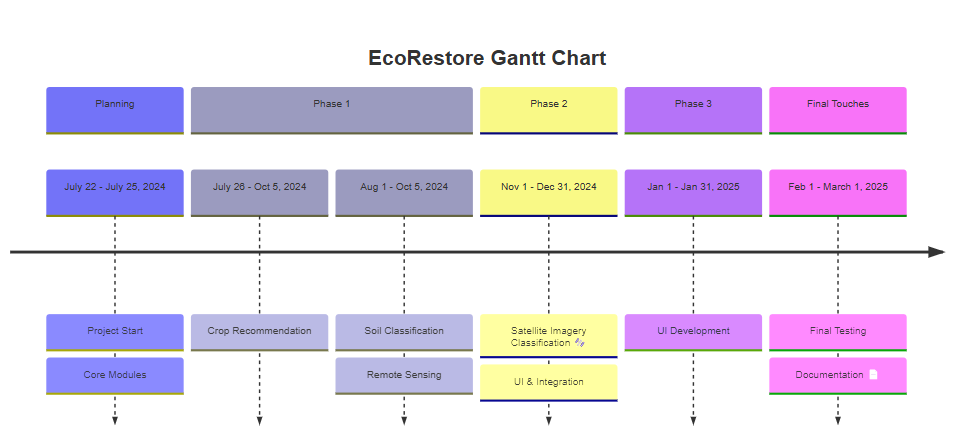 EcoRestore Gantt Chart
Planning
Phase 1
Phase 2
Phase 3
Final Touches
July 22 - July 25, 2024
July 26 - Oct 5, 2024
Aug 1 - Oct 5, 2024
Nov 1 - Dec 31, 2024
Jan 1 - Jan 31, 2025
Feb 1 - March 1, 2025
Project Start
Core Modules
Crop Recommendation
Soil Classification
Remote Sensing
Satellite Imagery
Classification 🛰️
UI & Integration
UI Development
Final Testing
Documentation 📄